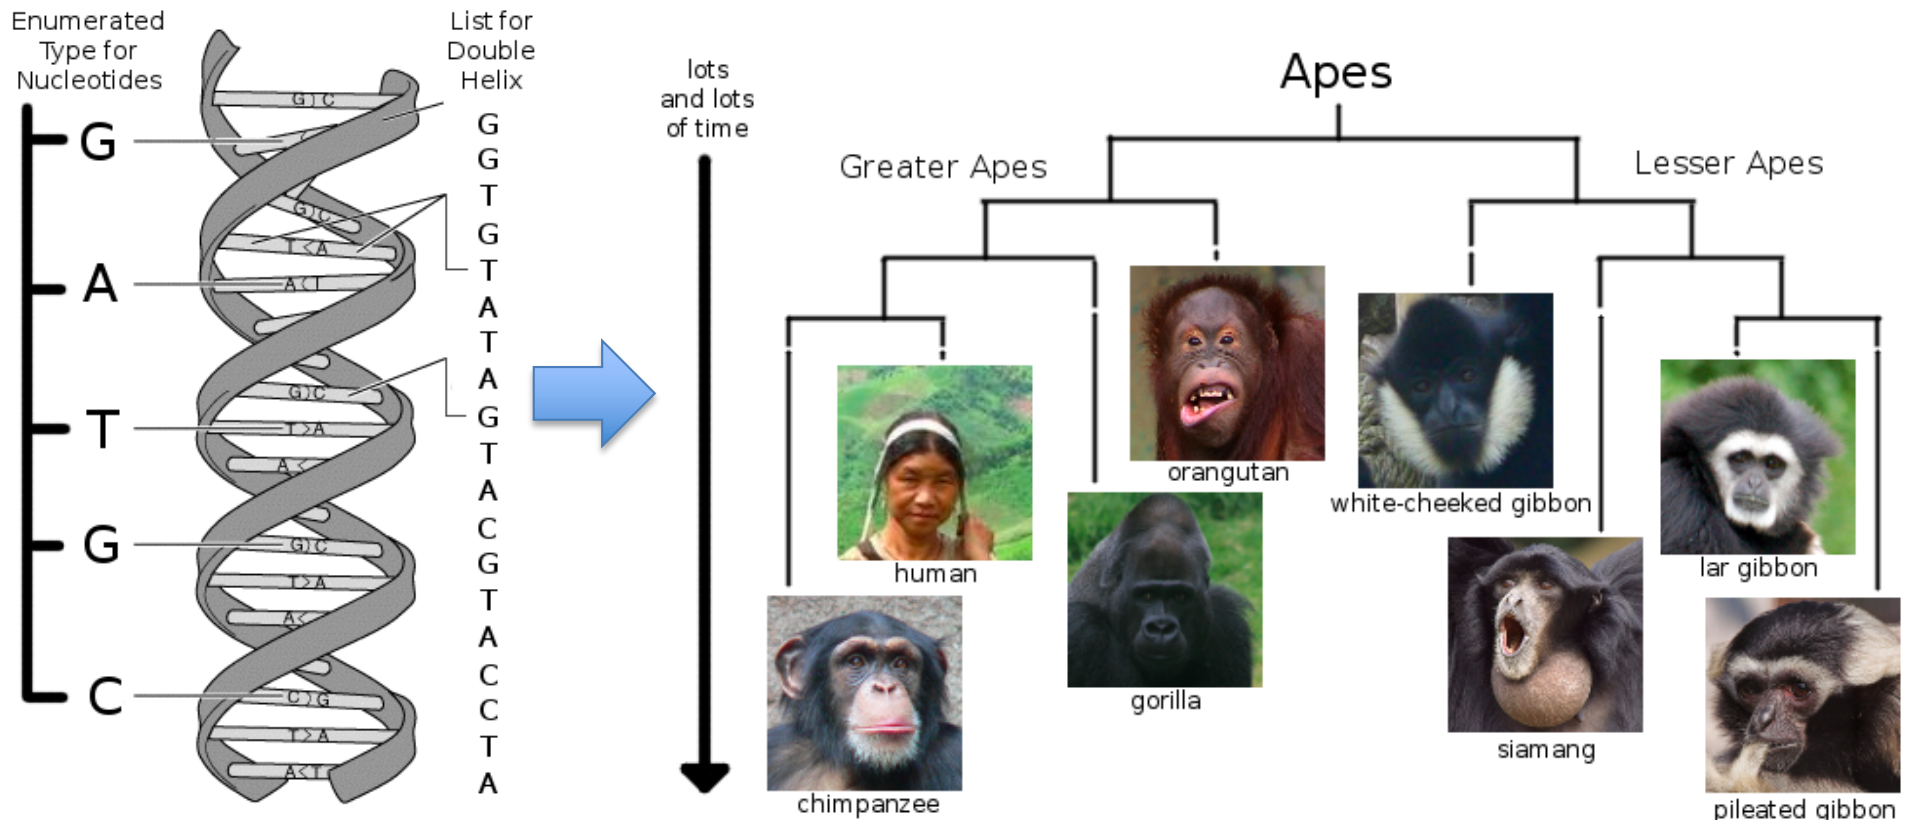 Enumerated
Type for
Nucleotides
G
A
T
G
C
G C
G C
T A
A T
G C
T A
A
G C
T A
A
C G
T A
A T
List for
Double
Helix
G
G
T
G
T
A
T
A
G
T
A
C
G
T
A
C
C
T
A
lots
and lots
of time
Apes
Greater Apes
Lesser Apes
orangutan
white-cheeked gibbon
human
lar gibbon
gorilla
siamang
chimpanzee
pileated gibbon